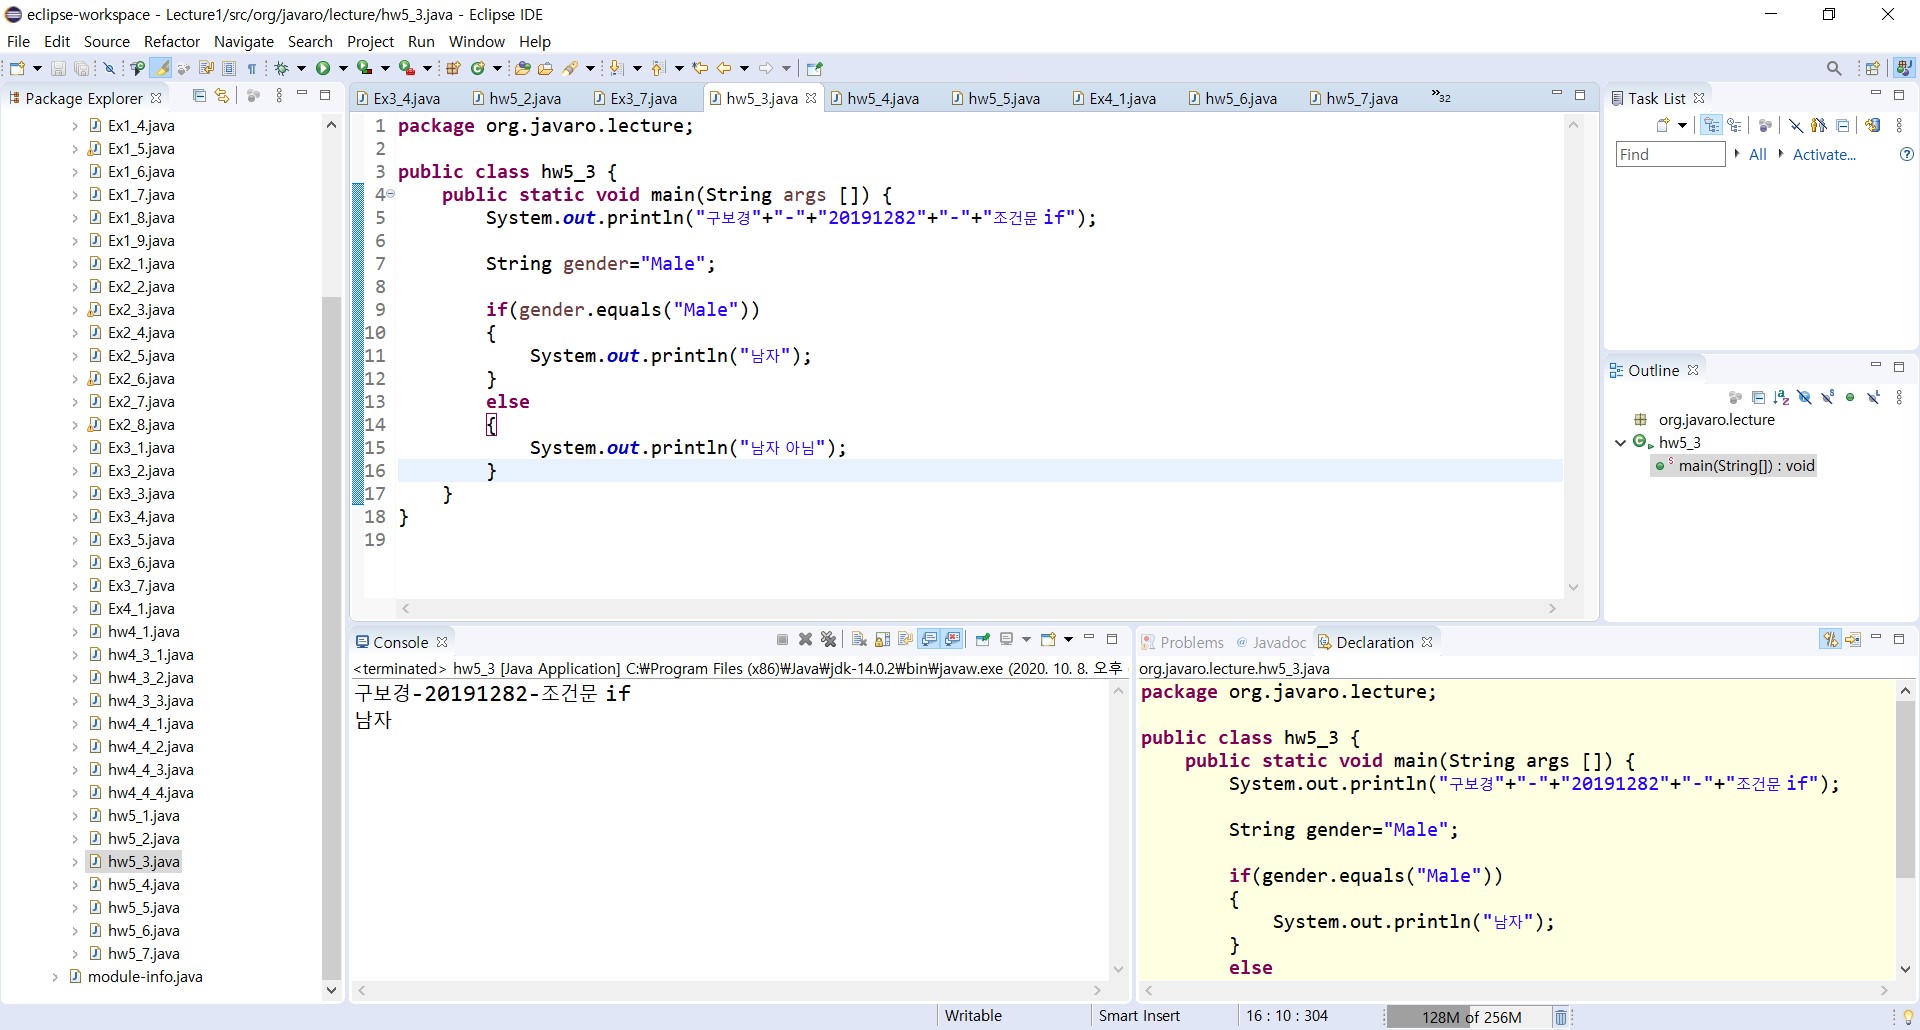 eclipse-workspace - Lecture1/src/org/javaro/lecture/hw5_3.java - Eclipse IDE
File Edit Source Refactor Navigate Search Project Run Window Help
Package Explorer
Ex1_4.java
Ex1_5.java
Ex1_6.java
Ex1_7.java
Ex1_8.java
Ex1_9.java
Ex2_1.java
Ex2_2.java
Ex2_3.java
Ex2_4.java
Ex2_5.java
Ex2_6.java
Ex2_7.java
Ex2_8.java
Ex3_1.java
Ex3_2.java
Ex3_3.java
Ex3_4.java
Ex3_5.java
Ex3_6.java
Ex3_7.java
Ex4_1.java
hw4_1.java
hw4_3_1.java
hw4_3_2.java
hw4_3_3.java
hw4_4_1.java
hw4_4_2.java
hw4_4_3.java
hw4_4_4.java
hw5_1.java
hw5_2.java
hw5_3.java
hw5_4.java
hw5_5.java
hw5_6.java
hw5_7.java
module-info.java
Ex3_4.java hw5_2.java Ex3_7.java hw5_3.java hw5_4.java hw5_5.java Ex4_1.java hw5_6.java hw5_7.java »32
1 package org.javaro.lecture;
2
3 public class hw5_3 {
4 public static void main(String args []) {
5 System.out.println("구보경"+"-"+"20191282"+"-"+"조건문 if");
6
7 String gender="Male";
8
9 if(gender.equals("Male"))
10 {
11 System.out.println("남자");
12 }
13 else
14 {
15 System.out.println("남자 아님");
16 }
17 }
18 }
19
Task List
Find All Activate...
Outline
org.javaro.lecture
hw5_3
main(String[]) : void
Console
<terminated> hw5_3 [Java Application] C:₩Program Files (x86)₩Java₩jdk-14.0.2₩bin₩javaw.exe (2020. 10. 8. 오후
구보경-20191282-조건문 if
남자
Problems @ Javadoc Declaration
org.javaro.lecture.hw5_3.java
package org.javaro.lecture;
public class hw5_3 {
public static void main(String args []) {
System.out.println("구보경"+"-"+"20191282"+"-"+"조건문 if");
String gender="Male";
if(gender.equals("Male"))
{
System.out.println("남자");
}
else
Writable Smart Insert 16 : 10 : 304 128M of 256M